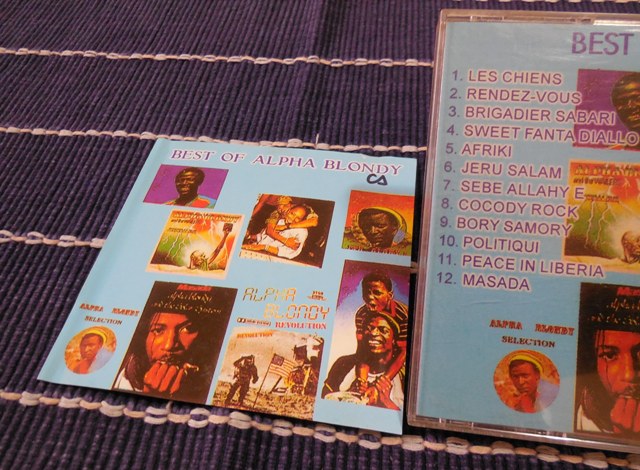 BEST OF ALPHA BLONDY
Masada
ALPHA BLONDY
REVOLUTION
ALPHA BLONDY
SELECTION
BEST
1. LES CHIENS
2. RENDEZ-VOUS
3. BRIGADIER SABARI
4. SWEET FANTA DIALLO
5. AFRIKI
6. JERU SALAM
7. SEBE ALLAHY E
8. COCODY ROCK
9. BORY SAMORY
10. POLITIQUI
11. PEACE IN LIBERIA
12. MASADA
ALPHA BLONDY
SELECTION